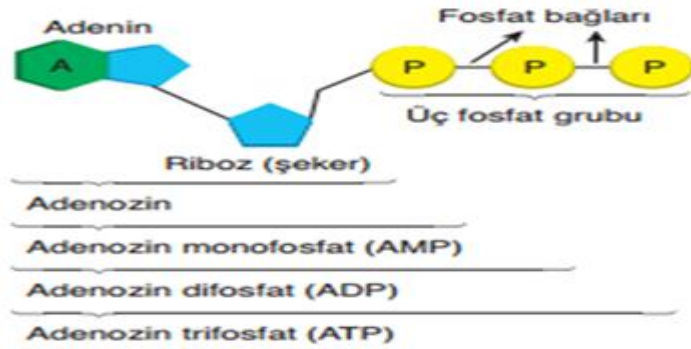 Fosfat bağları
Adenin
A
P P P
Üç fosfat grubu
Riboz (şeker)
Adenozin
Adenozin monofosfat (AMP)
Adenozin difosfat (ADP)
Adenozin trifosfat (ATP)